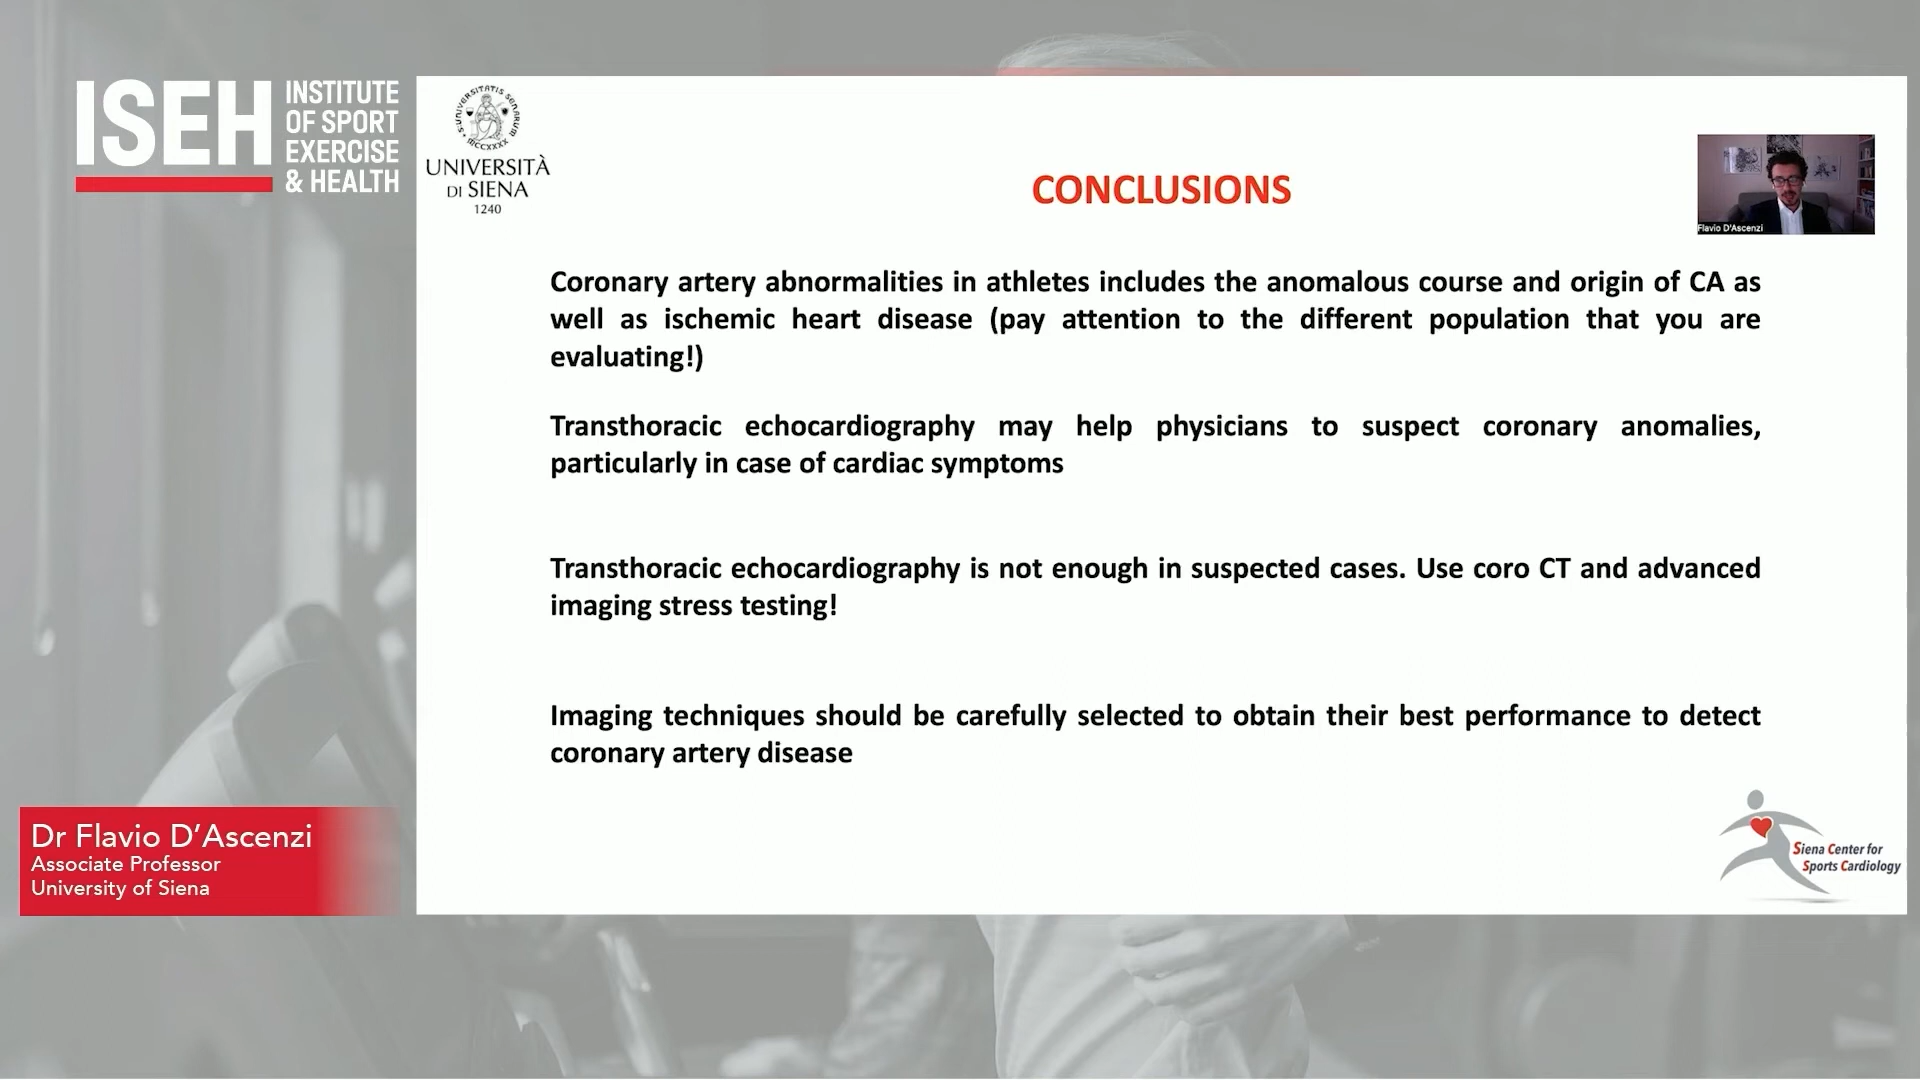 ISEH
INSTITUTE
OF SPORT
EXERCISE
& HEALTH
UNIVERSITÀ
DI SIENA
1240
CONCLUSIONS
Flavio D'Ascenzi
Coronary artery abnormalities in athletes includes the anomalous course and origin of CA as
well as ischemic heart disease (pay attention to the different population that you are
evaluating!)
Transthoracic echocardiography may help physicians to suspect coronary anomalies,
particularly in case of cardiac symptoms
Transthoracic echocardiography is not enough in suspected cases. Use coro CT and advanced
imaging stress testing!
Imaging techniques should be carefully selected to obtain their best performance to detect
coronary artery disease
Siena Center for
Sports Cardiology
Dr Flavio D'Ascenzi
Associate Professor
University of Siena